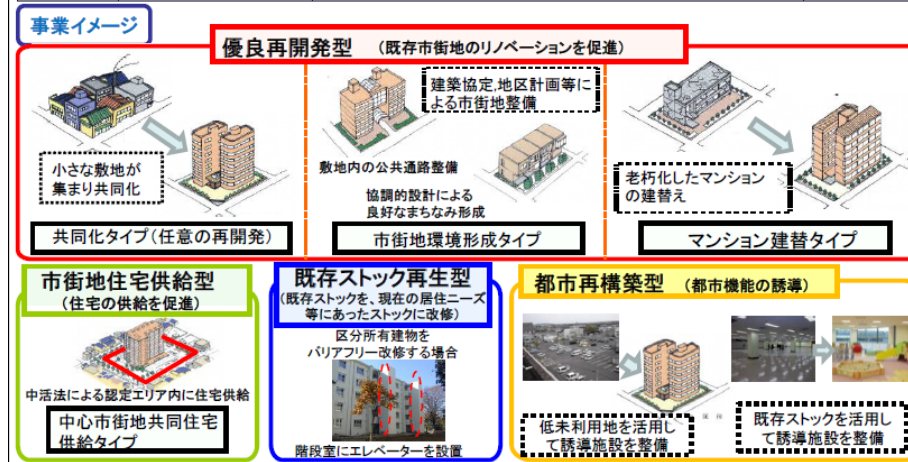 事業イメージ
優良再開発型 (既存市街地のリノベーションを促進)
小さな敷地が
集まり共同化
共同化タイプ(任意の再開発)
建築協定,地区計画等に
よる市街地整備
敷地内の公共通路整備
協調的設計による
良好なまちなみ形成
市街地環境形成タイプ
老朽化したマンション
の建替え
マンション建替タイプ
市街地住宅供給型
(住宅の供給を促進)
中活法による認定エリア内に住宅供給
中心市街地共同住宅
供給タイプ
既存ストック再生型
(既存ストックを、現在の居住ニーズ
等にあったストックに改修)
区分所有建物を
バリアフリー改修する場合
階段室にエレベーターを設置
都市再構築型 (都市機能の誘導)
低未利用地を活用し
て誘導施設を整備
既存ストックを活用し
て誘導施設を整備